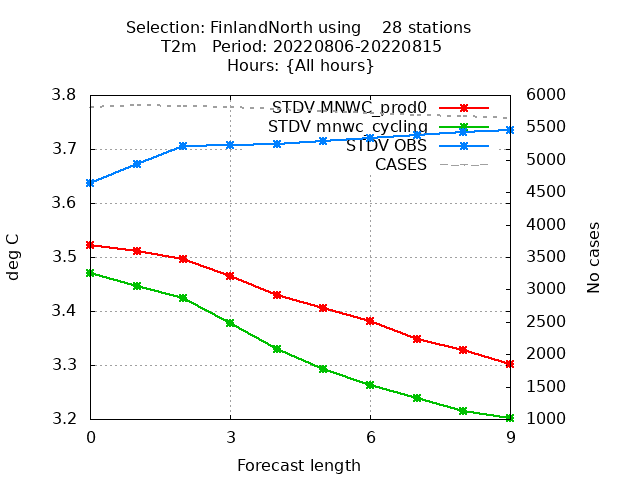 Selection: FinlandNorth using    28 stations
T2m   Period: 20220806-20220815
Hours: {All hours}
STDV MNWC_prod0
STDV mnwc_cycling
STDV OBS
CASES
3.8
3.7
3.6
3.5
3.4
3.3
3.2
deg C
6000
5500
5000
4500
4000
3500
3000
2500
2000
1500
1000
No cases
0 3 6 9
Forecast length